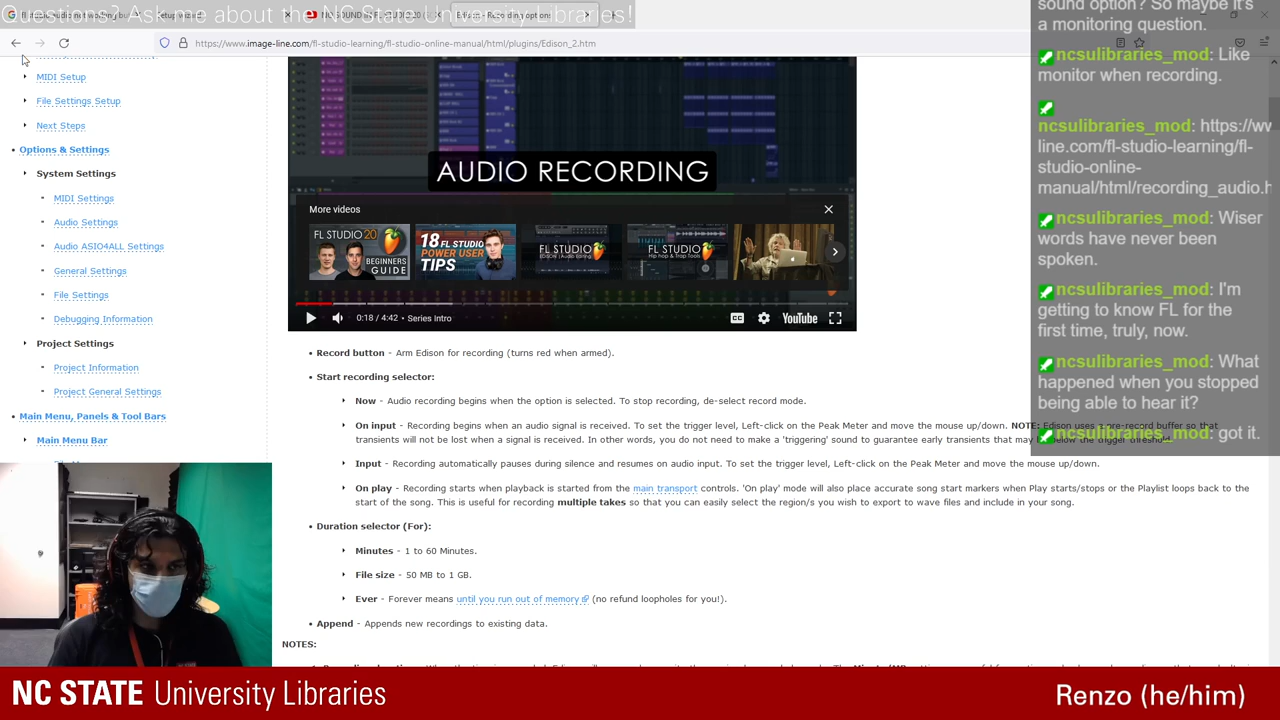 Questions? Ask me about the NC State University Libraries!
Edison - Recording options
https://www.image-line.com/fl-studio-learning/fl-studio-online-manual/html/plugins/Edison_2.htm
MIDI Setup
File Settings Setup
Next Steps
Options & Settings
System Settings
MIDI Settings
Audio Settings
Audio ASIO4ALL Settings
General Settings
File Settings
Debugging Information
Project Settings
Project Information
Project General Settings
Main Menu, Panels & Tool Bars
Main Menu Bar
AUDIO RECORDING
More videos
FL STUDIO 20
BEGINNERS
GUIDE
18 FL STUDIO
POWER USER
TIPS
FL STUDIO
FL STUDIO
0:18 / 4:42 • Series Intro
CC
YouTube
Record button - Arm Edison for recording (turns red when armed).
Start recording selector:
Now - Audio recording begins when the option is selected. To stop recording, de-select record mode.
On input - Recording begins when an audio signal is received. To set the trigger level, Left-click on the Peak Meter and move the mouse up/down. NOTE: Edison uses a pre-record buffer so that
transients will not be lost when a signal is received. In other words, you do not need to make a 'triggering' sound to guarantee early transients that may
Input - Recording automatically pauses during silence and resumes on audio input. To set the trigger level, Left-click on the Peak Meter and move the mouse up/down.
On play - Recording starts when playback is started from the main transport controls. 'On play' mode will also place accurate song start markers when Play starts/stops or the Playlist loops back to the
start of the song. This is useful for recording multiple takes so that you can easily select the region/s you wish to export to wave files and include in your song.
Duration selector (For):
Minutes - 1 to 60 Minutes.
File size - 50 MB to 1 GB.
Ever - Forever means until you run out of memory (no refund loopholes for you!).
Append - Appends new recordings to existing data.
NOTES:
sound option? So maybe it's
a monitoring question.
ncsulibraries_mod: Like
monitor when recording.
ncsulibraries_mod: https://ww
line.com/fl-studio-learning/fl-
studio-online-
manual/html/recording_audio.h
ncsulibraries_mod: Wiser
words have never been
spoken.
ncsulibraries_mod: I'm
getting to know FL for the
first time, truly, now.
ncsulibraries_mod: What
happened when you stopped
being able to hear it?
ncsulibraries_mod: got it.
NC STATE University Libraries
Renzo (he/him)